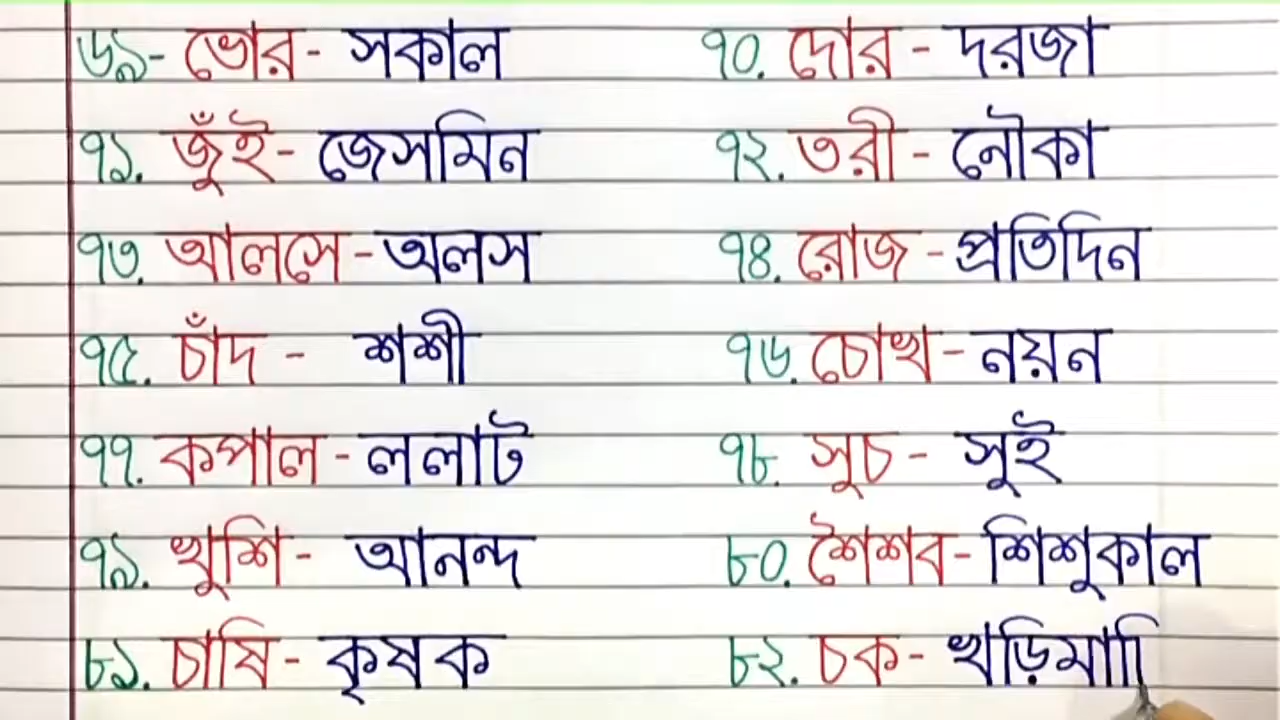 ৬৯- ভোর - সকাল ৭০. দোর - দরজা
৭১. জুঁই - জেসমিন ৭২. তরী - নৌকা
৭৩. আলসে - অলস ৭৪. রোজ - প্রতিদিন
৭৫. চাঁদ - শশী ৭৬. চোখ - নয়ন
৭৭. কপাল - ললাট ৭৮. সুচ - সুই
৭৯. খুশি - আনন্দ ৮০. শৈশব - শিশুকাল
৮১. চাষি - কৃষক ৮২. চক -